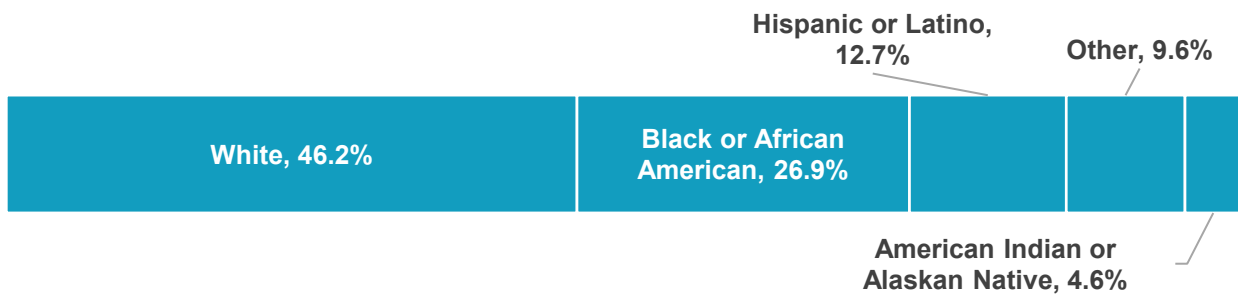 Hispanic or Latino,
12.7%
Other, 9.6%
White, 46.2%
Black or African
American, 26.9%
American Indian or
Alaskan Native, 4.6%